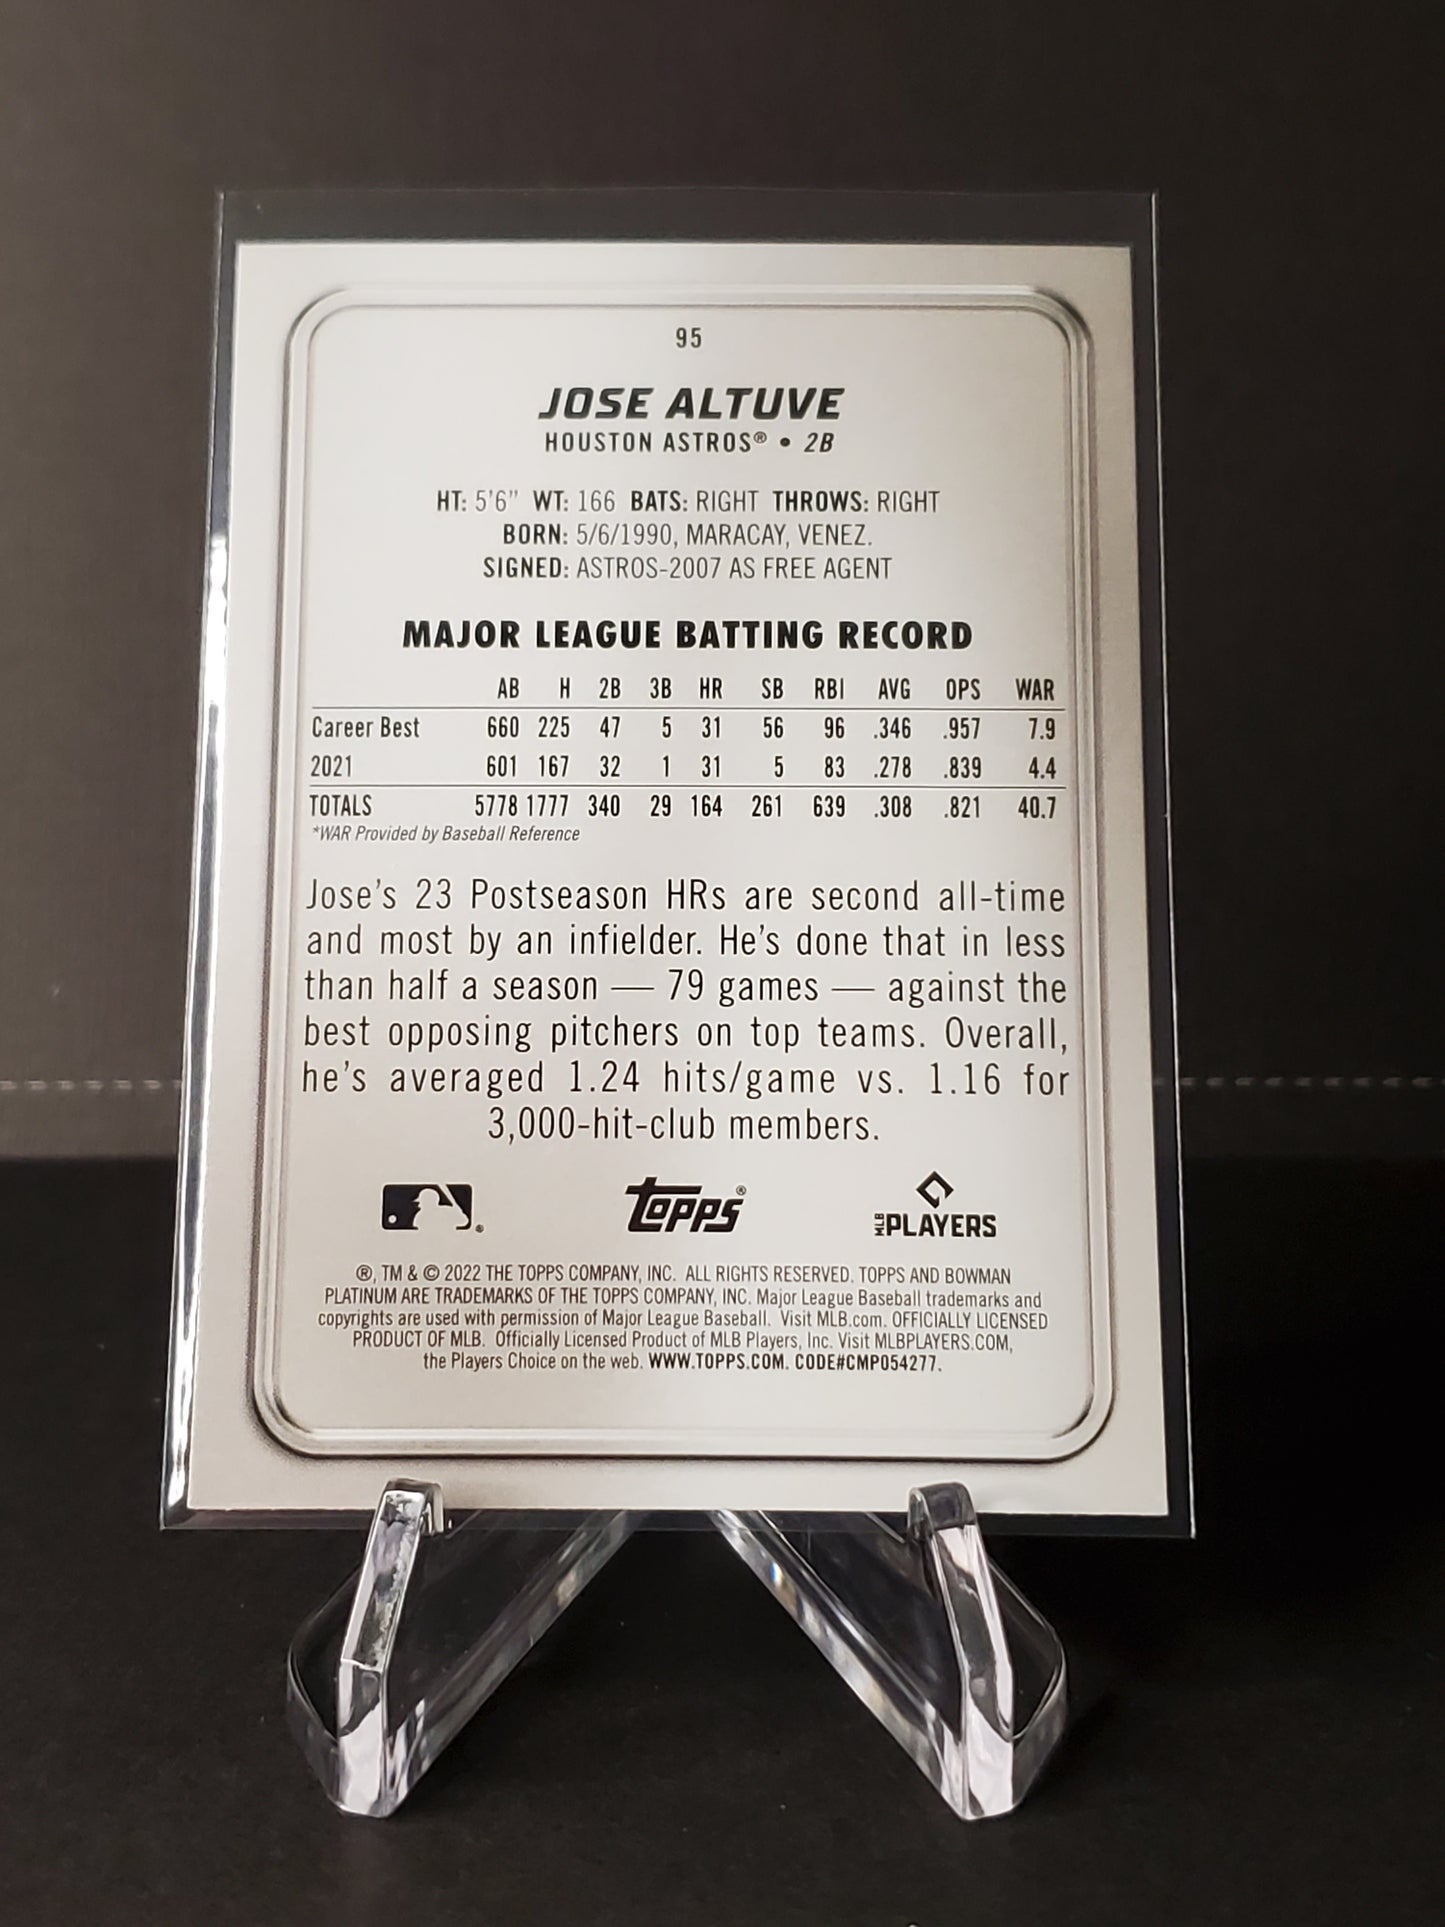 95
JOSE ALTUVE
HOUSTON ASTROS® • 2B
HT: 5'6" WT: 166 BATS: RIGHT THROWS: RIGHT
BORN: 5/6/1990, MARACAY, VENEZ.
SIGNED: ASTROS-2007 AS FREE AGENT
MAJOR LEAGUE BATTING RECORD
AB H 2B 3B HR SB RBI AVG OPS WAR
Career Best 660 225 47 5 31 56 96 .346 .957 7.9
2021 601 167 32 1 31 5 83 .278 .839 4.4
TOTALS 5778 1777 340 29 164 261 639 .308 .821 40.7
*WAR Provided by Baseball Reference
Jose's 23 Postseason HRs are second all-time
and most by an infielder. He's done that in less
than half a season — 79 games — against the
best opposing pitchers on top teams. Overall,
he's averaged 1.24 hits/game vs. 1.16 for
3,000-hit-club members.
® TOPPS® MLB PLAYERS
®, TM & © 2022 THE TOPPS COMPANY, INC. ALL RIGHTS RESERVED. TOPPS AND BOWMAN
PLATINUM ARE TRADEMARKS OF THE TOPPS COMPANY, INC. Major League Baseball trademarks and
copyrights are used with permission of Major League Baseball. Visit MLB.com. OFFICIALLY LICENSED
PRODUCT OF MLB. Officially Licensed Product of MLB Players, Inc. Visit MLBPLAYERS.COM,
the Players Choice on the web. WWW.TOPPS.COM. CODE#CMP054277.